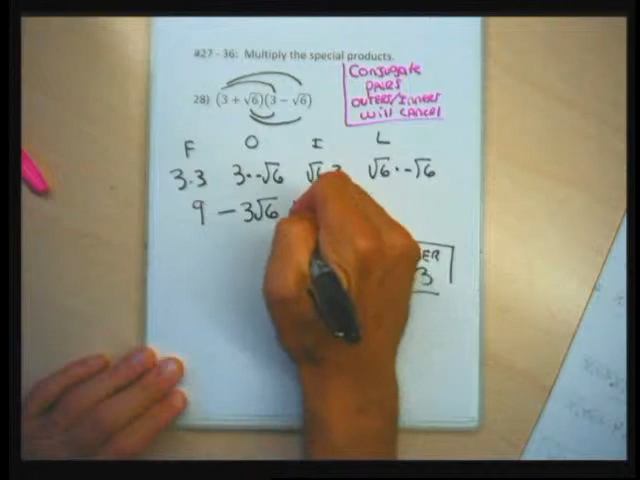 #27 - 36: Multiply the special products.
Conjugate
pairs
outers/inners
will cancel
28) (3 + √6)(3 − √6)
F O I L
3·3 3·-√6 √6·3 √6·-√6
9 − 3√6
3